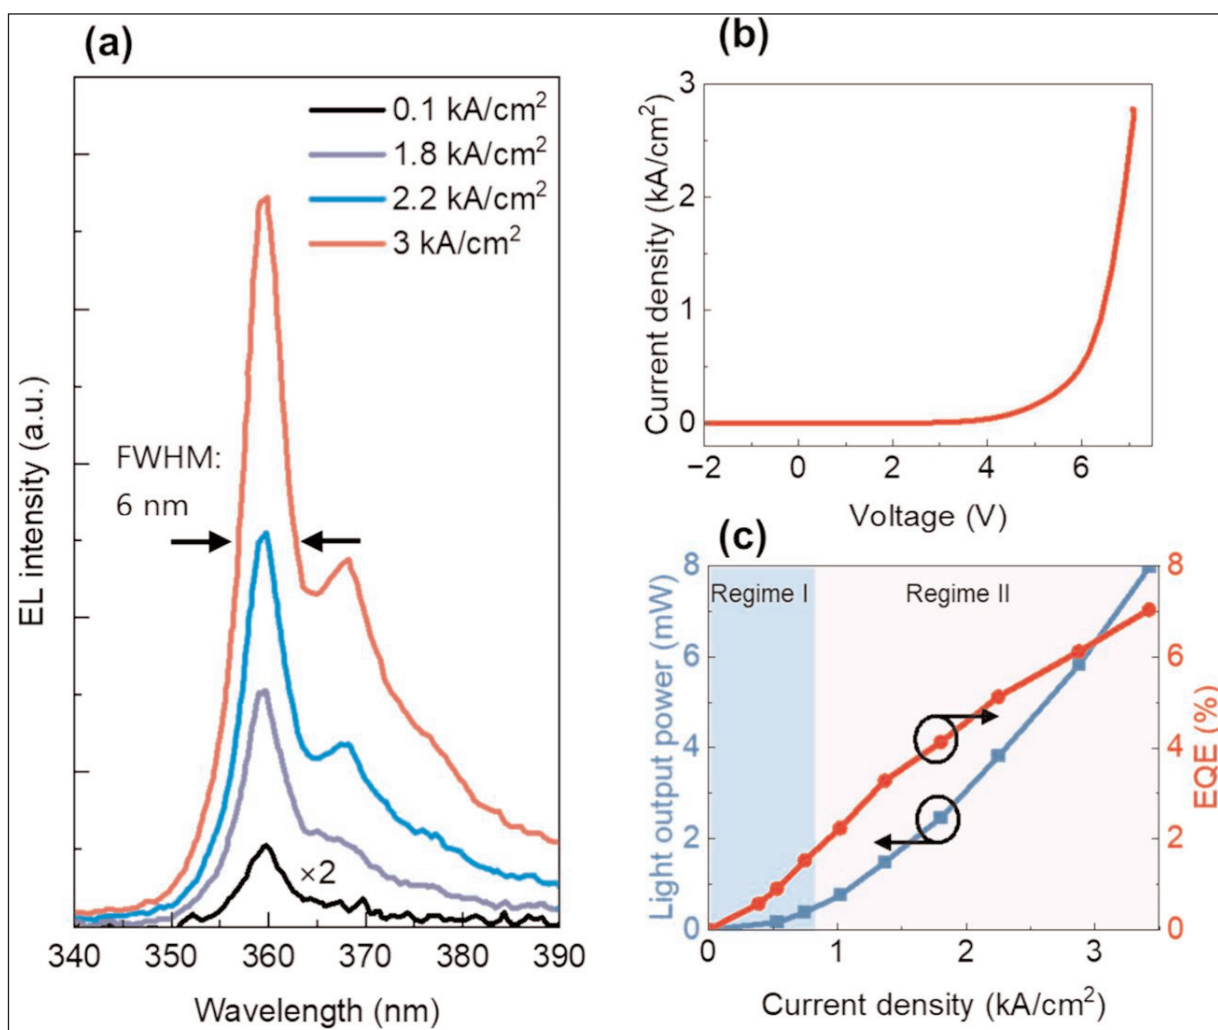 (a)
0.1 kA/cm²
1.8 kA/cm²
2.2 kA/cm²
3 kA/cm²
FWHM:
6 nm
×2
EL intensity (a.u.)
340 350 360 370 380 390
Wavelength (nm)
(b)
3
2
1
0
Current density (kA/cm²)
−2 0 2 4 6
Voltage (V)
(c)
Regime I
Regime II
8
6
4
2
0
Light output power (mW)
8
6
4
2
0
EQE (%)
0 1 2 3
Current density (kA/cm²)